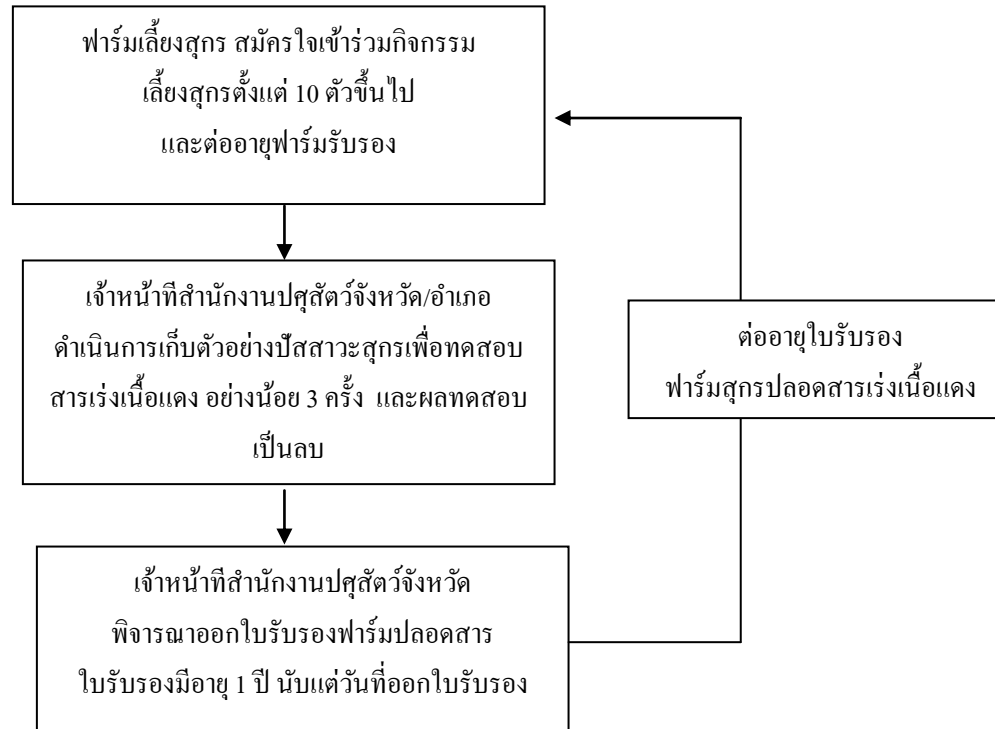 ฟาร์มเลี้ยงสุกร สมัครใจเข้าร่วมกิจกรรม
เลี้ยงสุกรตั้งแต่ 10 ตัวขึ้นไป
และต่ออายุฟาร์มรับรอง
เจ้าหน้าที่สำนักงานปศุสัตว์จังหวัด/อำเภอ
ดำเนินการเก็บตัวอย่างปัสสาวะสุกรเพื่อทดสอบ
สารเร่งเนื้อแดง อย่างน้อย 3 ครั้ง และผลทดสอบ
เป็นลบ
ต่ออายุใบรับรอง
ฟาร์มสุกรปลอดสารเร่งเนื้อแดง
เจ้าหน้าที่สำนักงานปศุสัตว์จังหวัด
พิจารณาออกใบรับรองฟาร์มปลอดสาร
ใบรับรองมีอายุ 1 ปี นับแต่วันที่ออกใบรับรอง